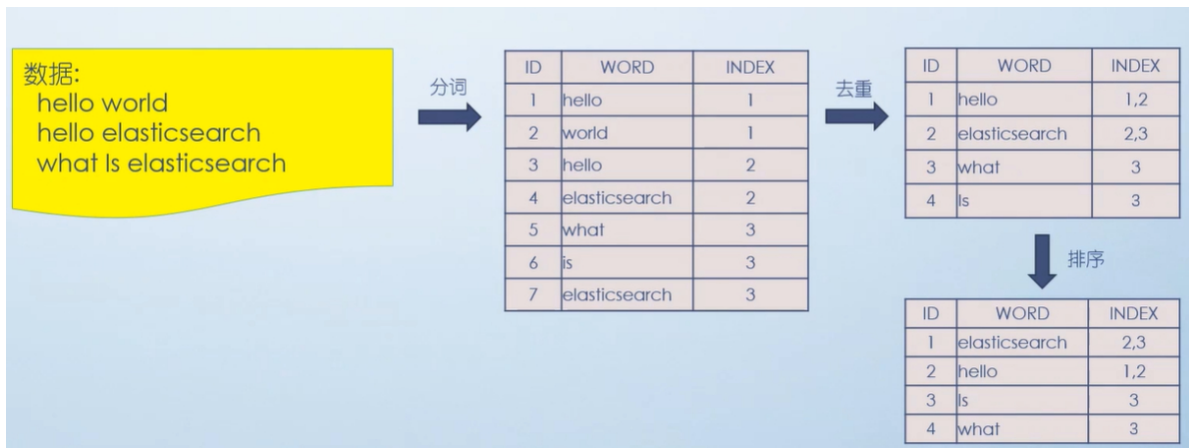 数据:
hello world
hello elasticsearch
what Is elasticsearch
分词
ID WORD INDEX
1 hello 1
2 world 1
3 hello 2
4 elasticsearch 2
5 what 3
6 is 3
7 elasticsearch 3
去重
ID WORD INDEX
1 hello 1,2
2 elasticsearch 2,3
3 what 3
4 Is 3
排序
ID WORD INDEX
1 elasticsearch 2,3
2 hello 1,2
3 Is 3
4 what 3